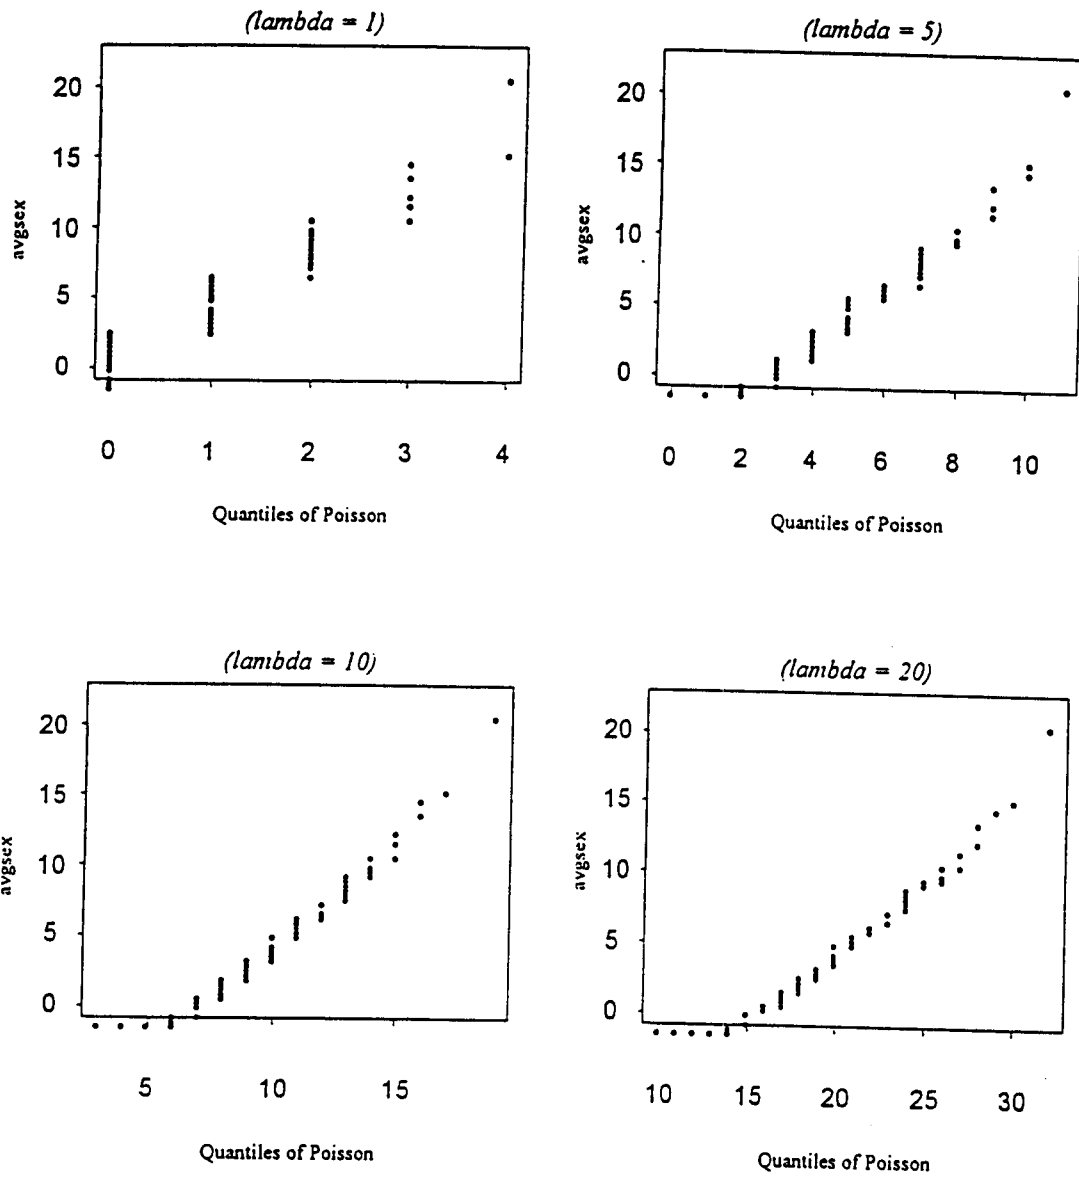 (lambda = 1)
20
15
10
5
0
avgsex
0 1 2 3 4
Quantiles of Poisson
(lambda = 5)
20
15
10
5
0
avgsex
0 2 4 6 8 10
Quantiles of Poisson
(lambda = 10)
20
15
10
5
0
avgsex
5 10 15
Quantiles of Poisson
(lambda = 20)
20
15
10
5
0
avgsex
10 15 20 25 30
Quantiles of Poisson